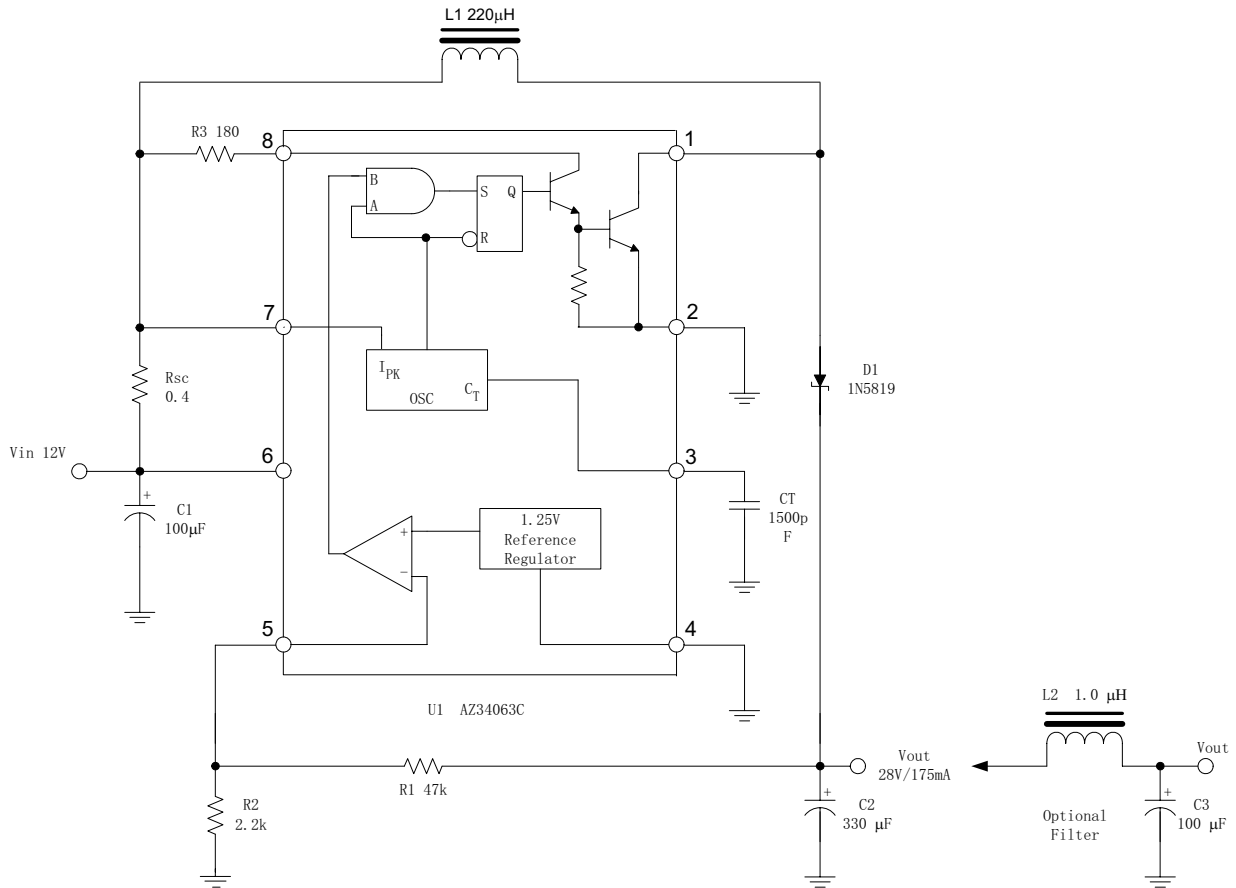 L1 220μH
R3 180
8
1
B
A
S
Q
R
7
2
Rsc
0.4
I_PK
C_T
OSC
D1
1N5819
Vin 12V
6
3
+
C1
100μF
CT
1500p
F
+
−
1.25V
Reference
Regulator
5
4
U1 AZ34063C
L2 1.0 μH
Vout
28V/175mA
Vout
R1 47k
R2
2.2k
+
C2
330 μF
Optional
Filter
+
C3
100 μF